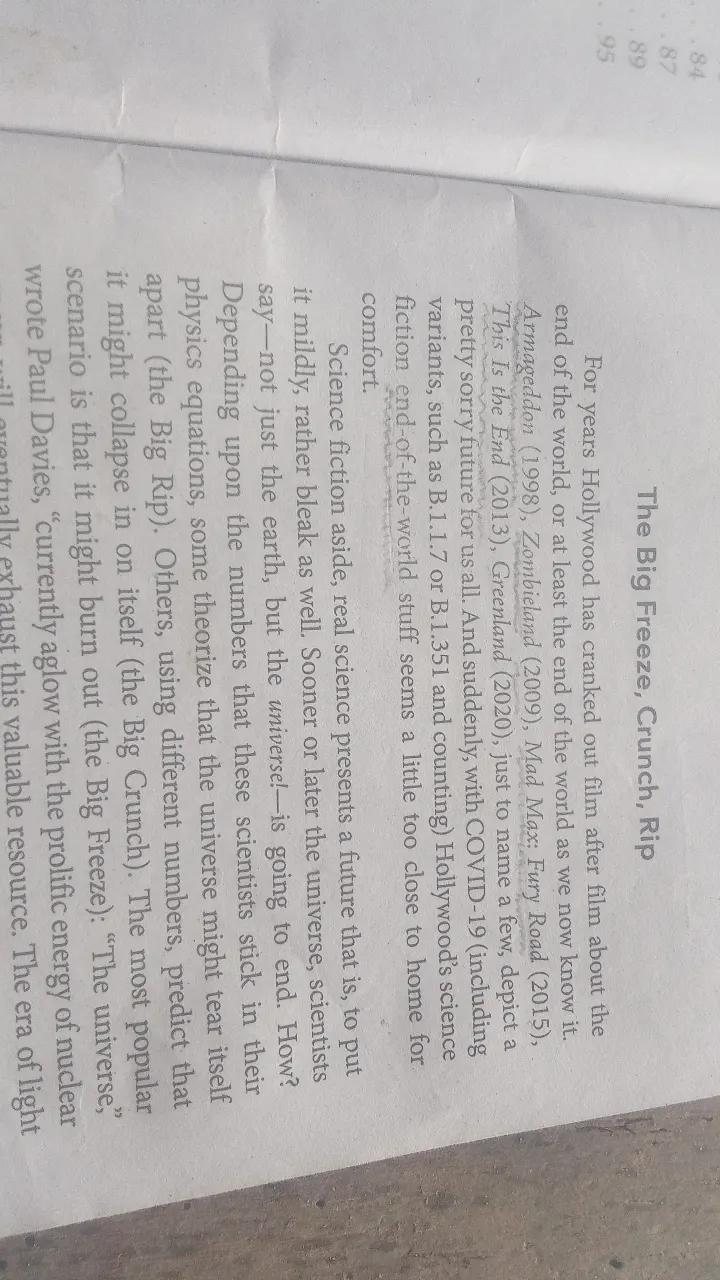 84
87
89
95
The Big Freeze, Crunch, Rip
For years Hollywood has cranked out film after film about the
end of the world, or at least the end of the world as we now know it.
Armageddon (1998), Zombieland (2009), Mad Max: Fury Road (2015),
This Is the End (2013), Greenland (2020), just to name a few, depict a
pretty sorry future for us all. And suddenly, with COVID-19 (including
variants, such as B.1.1.7 or B.1.351 and counting) Hollywood's science
fiction end-of-the-world stuff seems a little too close to home for
comfort.
Science fiction aside, real science presents a future that is, to put
it mildly, rather bleak as well. Sooner or later the universe, scientists
say—not just the earth, but the universe!—is going to end. How?
Depending upon the numbers that these scientists stick in their
physics equations, some theorize that the universe might tear itself
apart (the Big Rip). Others, using different numbers, predict that
it might collapse in on itself (the Big Crunch). The most popular
scenario is that it might burn out (the Big Freeze): “The universe,”
wrote Paul Davies, “currently aglow with the prolific energy of nuclear
will eventually exhaust this valuable resource. The era of light